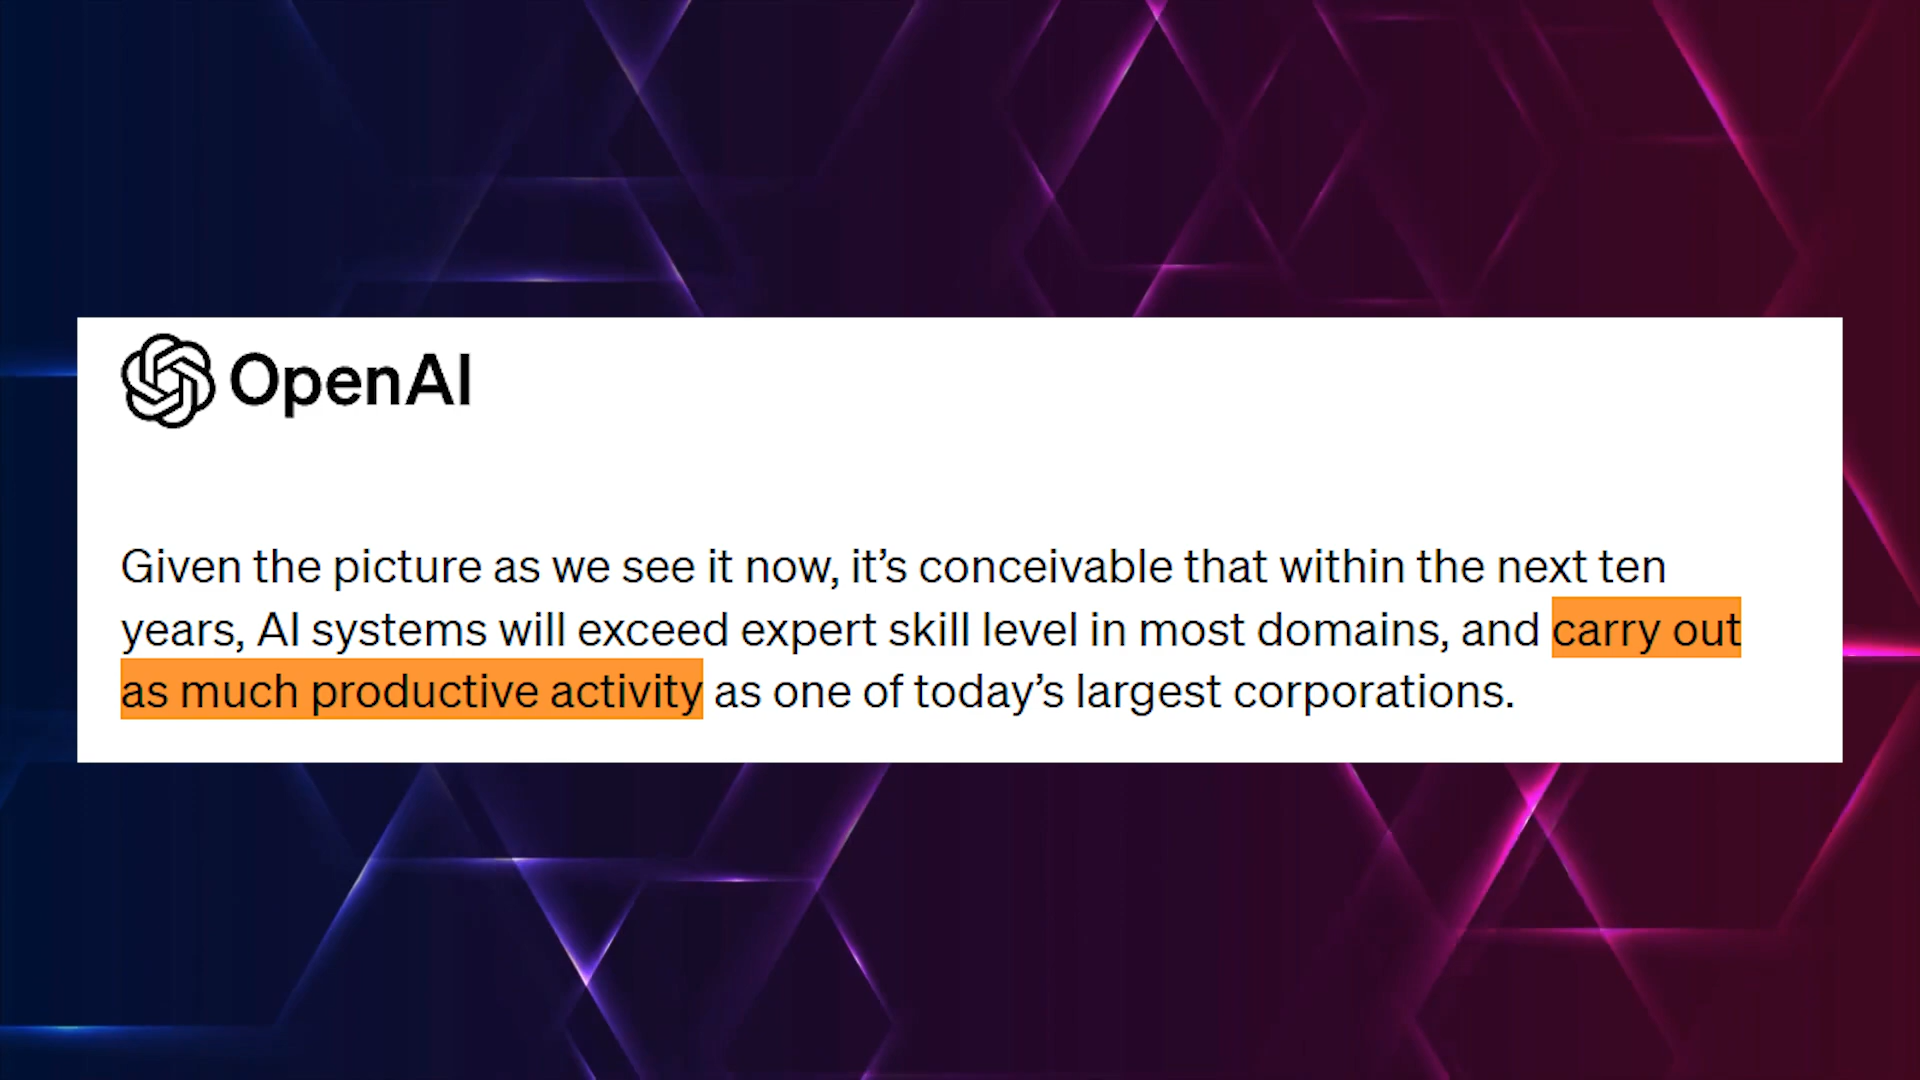 OpenAI
Given the picture as we see it now, it’s conceivable that within the next ten
years, AI systems will exceed expert skill level in most domains, and carry out
as much productive activity as one of today’s largest corporations.